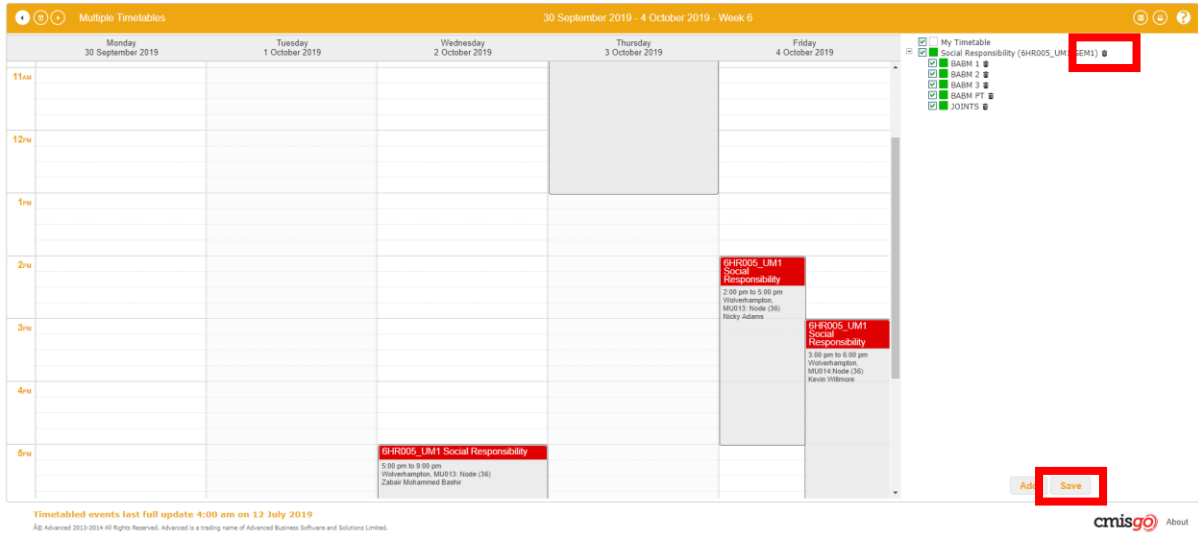 Multiple Timetables
30 September 2019 - 4 October 2019 - Week 6
?
Monday
30 September 2019
Tuesday
1 October 2019
Wednesday
2 October 2019
Thursday
3 October 2019
Friday
4 October 2019
11AM
12PM
1PM
2PM
3PM
4PM
5PM
6HR005_UM1
Social
Responsibility
2:00 pm to 5:00 pm
Wolverhampton,
MU013: Node (36)
Nicky Adams
6HR005_UM1
Social
Responsibility
3:00 pm to 6:00 pm
Wolverhampton,
MU014:Node (36)
Kevin Willmore
6HR005_UM1 Social Responsibility
5:00 pm to 9:00 pm
Wolverhampton, MU013: Node (36)
Zabair Mohammed Bashir
My Timetable
Social Responsibility (6HR005_UM1 SEM1)
BABM 1
BABM 2
BABM 3
BABM PT
JOINTS
Add Save
Timetabled events last full update 4:00 am on 12 July 2019
Â© Advanced 2013-2014 All Rights Reserved. Advanced is a trading name of Advanced Business Software and Solutions Limited.
cmisgo About